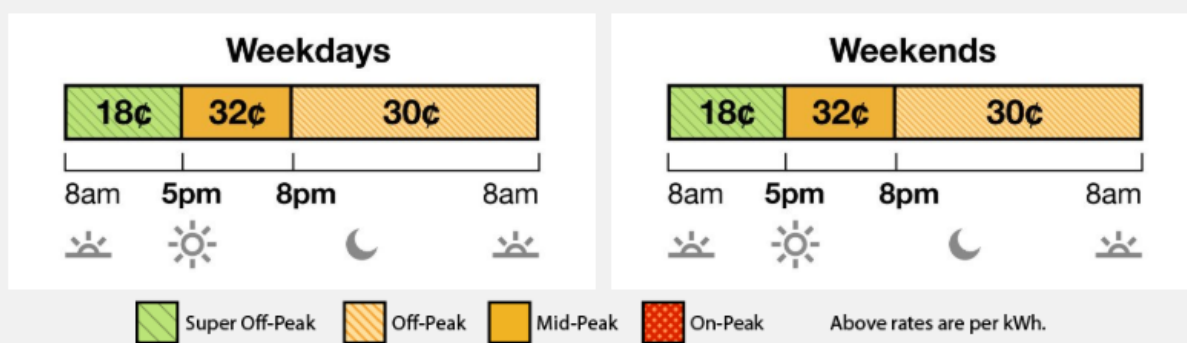 Weekdays
18¢ 32¢ 30¢
8am 5pm 8pm 8am
Weekends
18¢ 32¢ 30¢
8am 5pm 8pm 8am
Super Off-Peak Off-Peak Mid-Peak On-Peak Above rates are per kWh.